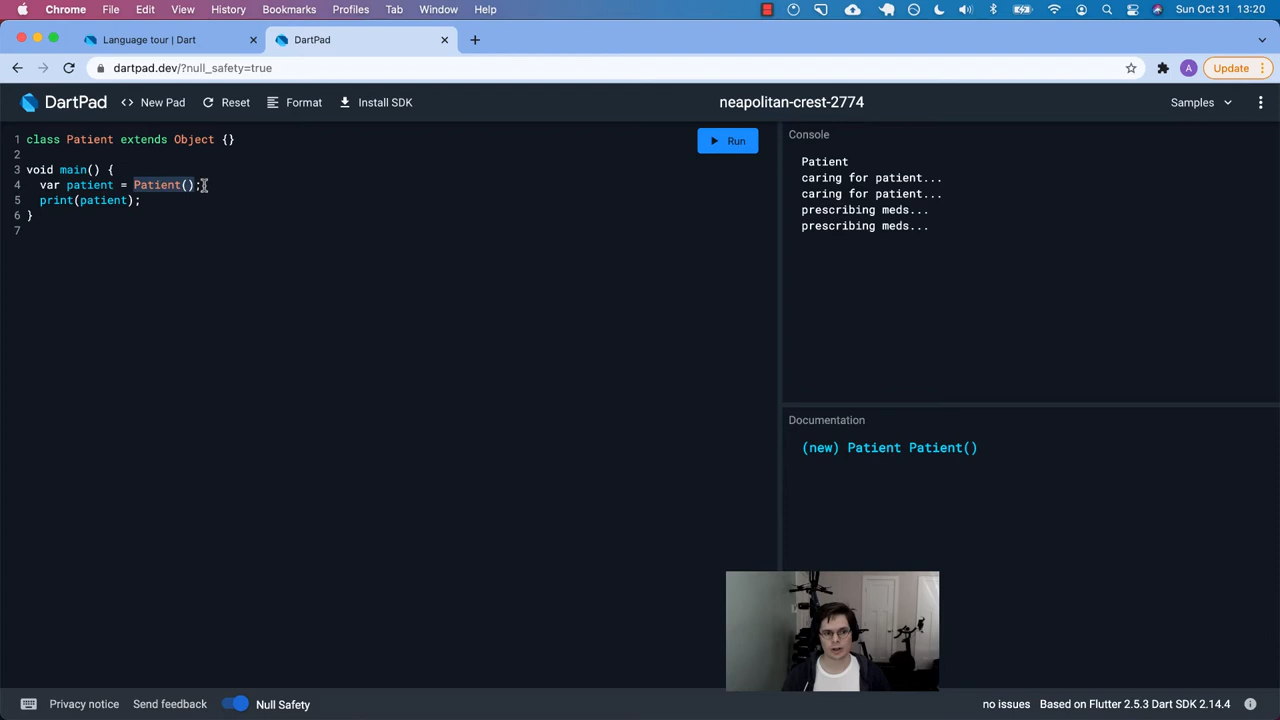 Chrome File Edit View History Bookmarks Profiles Tab Window Help Sun Oct 31 13:20
Language tour | Dart
DartPad
dartpad.dev/?null_safety=true
A
Update
DartPad
<> New Pad
Reset
Format
Install SDK
neapolitan-crest-2774
Samples
1 class Patient extends Object {}
2
3 void main() {
4 var patient = Patient();
5 print(patient);
6 }
7
Run
Console
Patient
caring for patient...
caring for patient...
prescribing meds...
prescribing meds...
Documentation
(new) Patient Patient()
Privacy notice
Send feedback
Null Safety
no issues
Based on Flutter 2.5.3 Dart SDK 2.14.4